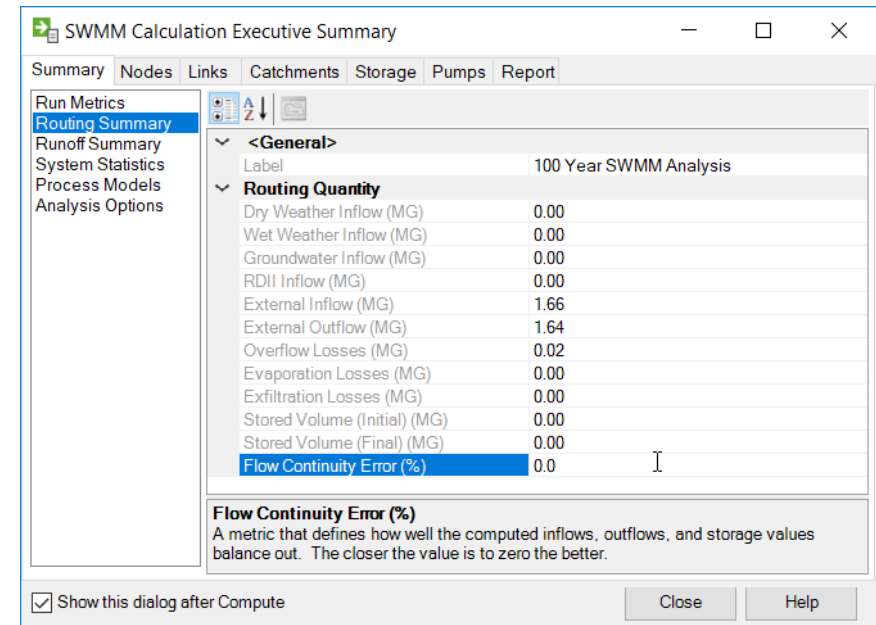 SWMM Calculation Executive Summary
Summary Nodes Links Catchments Storage Pumps Report
Run Metrics
Routing Summary
Runoff Summary
System Statistics
Process Models
Analysis Options
<General>
Label 100 Year SWMM Analysis
Routing Quantity
Dry Weather Inflow (MG) 0.00
Wet Weather Inflow (MG) 0.00
Groundwater Inflow (MG) 0.00
RDII Inflow (MG) 0.00
External Inflow (MG) 1.66
External Outflow (MG) 1.64
Overflow Losses (MG) 0.02
Evaporation Losses (MG) 0.00
Exfiltration Losses (MG) 0.00
Stored Volume (Initial) (MG) 0.00
Stored Volume (Final) (MG) 0.00
Flow Continuity Error (%) 0.0
Flow Continuity Error (%)
A metric that defines how well the computed inflows, outflows, and storage values
balance out. The closer the value is to zero the better.
Show this dialog after Compute
Close Help